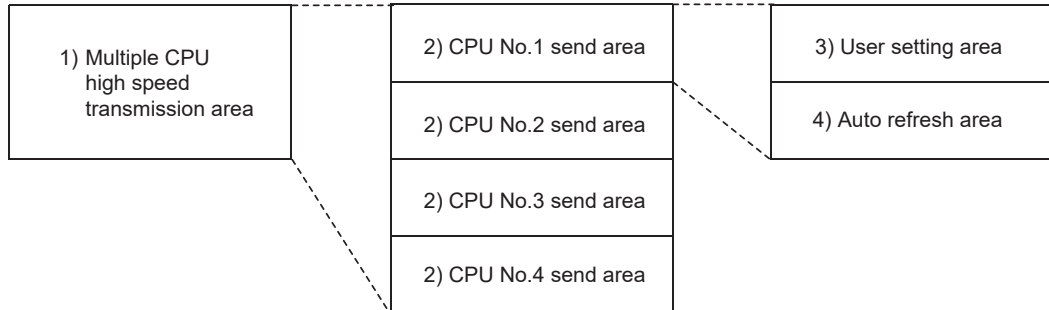 1) Multiple CPU
high speed
transmission area
2) CPU No.1 send area
2) CPU No.2 send area
2) CPU No.3 send area
2) CPU No.4 send area
3) User setting area
4) Auto refresh area